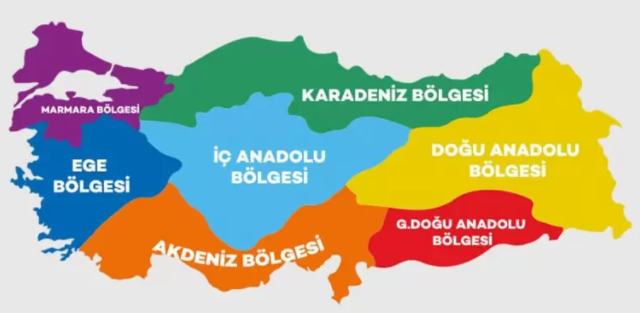 MARMARA BÖLGESİ
KARADENİZ BÖLGESİ
EGE
BÖLGESİ
İÇ ANADOLU
BÖLGESİ
DOĞU ANADOLU
BÖLGESİ
AKDENİZ BÖLGESİ
G.DOĞU ANADOLU
BÖLGESİ